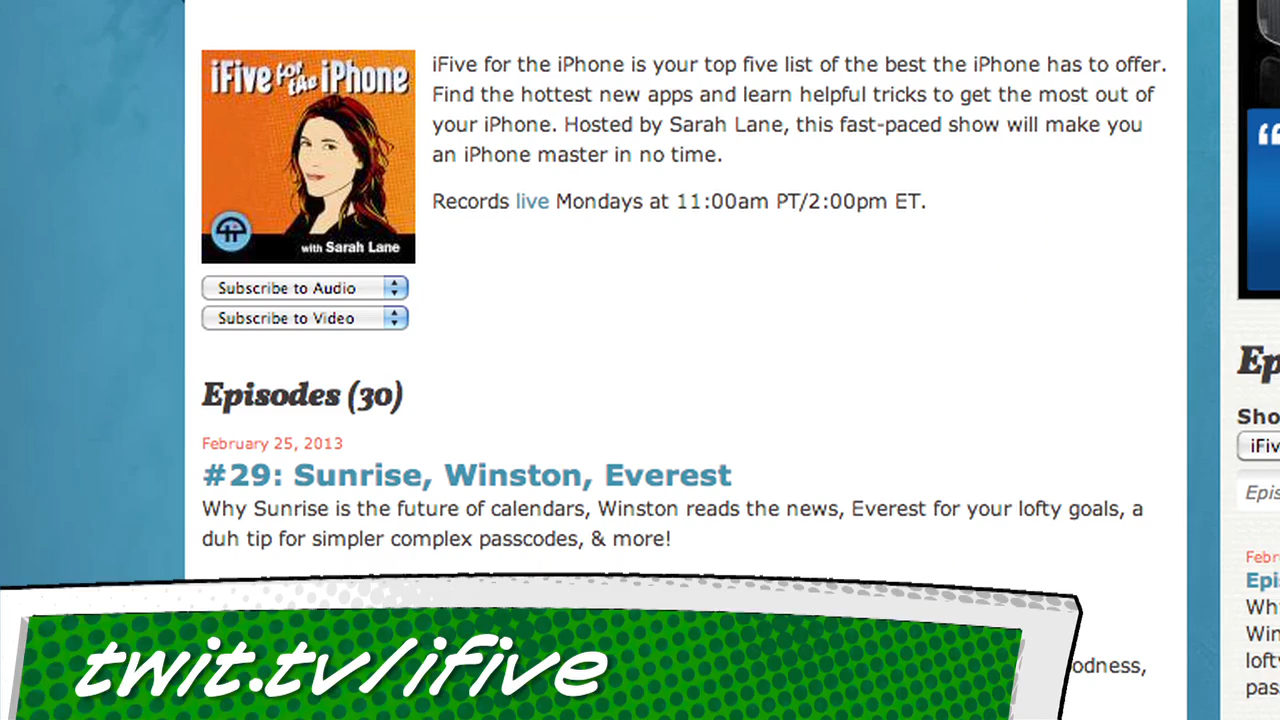 iFive for the iPhone
with Sarah Lane
iFive for the iPhone is your top five list of the best the iPhone has to offer.
Find the hottest new apps and learn helpful tricks to get the most out of
your iPhone. Hosted by Sarah Lane, this fast-paced show will make you
an iPhone master in no time.
Records live Mondays at 11:00am PT/2:00pm ET.
Subscribe to Audio
Subscribe to Video
Episodes (30)
February 25, 2013
#29: Sunrise, Winston, Everest
Why Sunrise is the future of calendars, Winston reads the news, Everest for your lofty goals, a
duh tip for simpler complex passcodes, & more!
odness,
twit.tv/ifive
“
Ep
Sho
iFiv
Epis
Febr
Epi
Why
Win
loft
pas